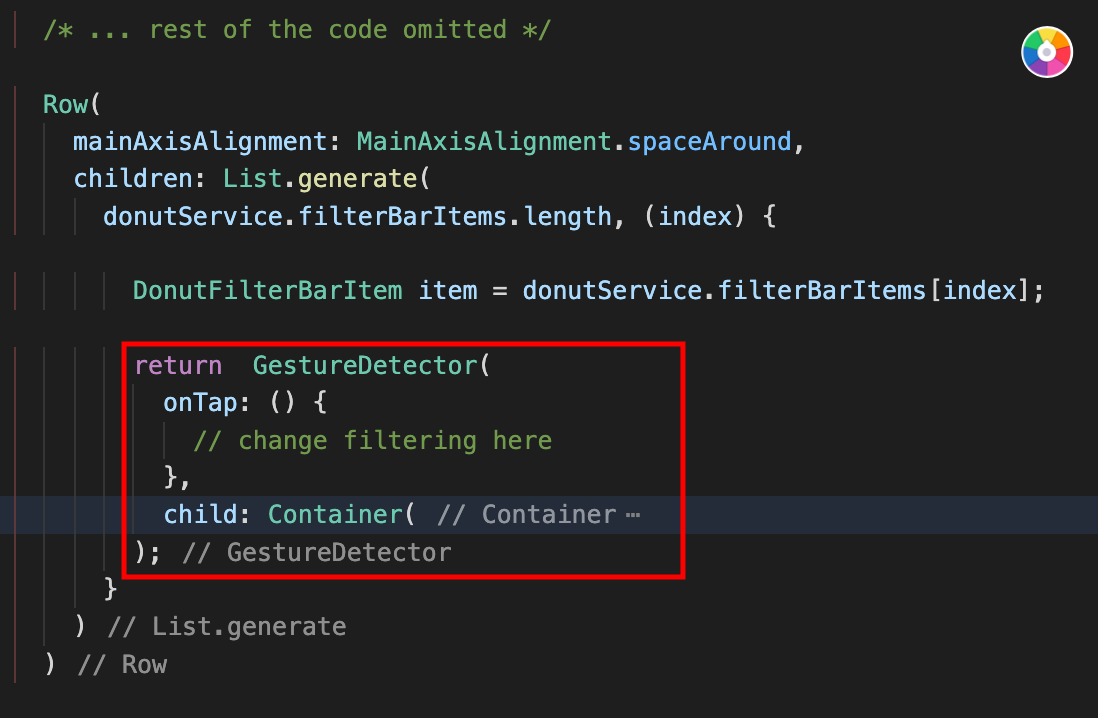 /* ... rest of the code omitted */
Row(
mainAxisAlignment: MainAxisAlignment.spaceAround,
children: List.generate(
donutService.filterBarItems.length, (index) {
DonutFilterBarItem item = donutService.filterBarItems[index];
return  GestureDetector(
onTap: () {
// change filtering here
},
child: Container( // Container ⋯
); // GestureDetector
}
) // List.generate
) // Row